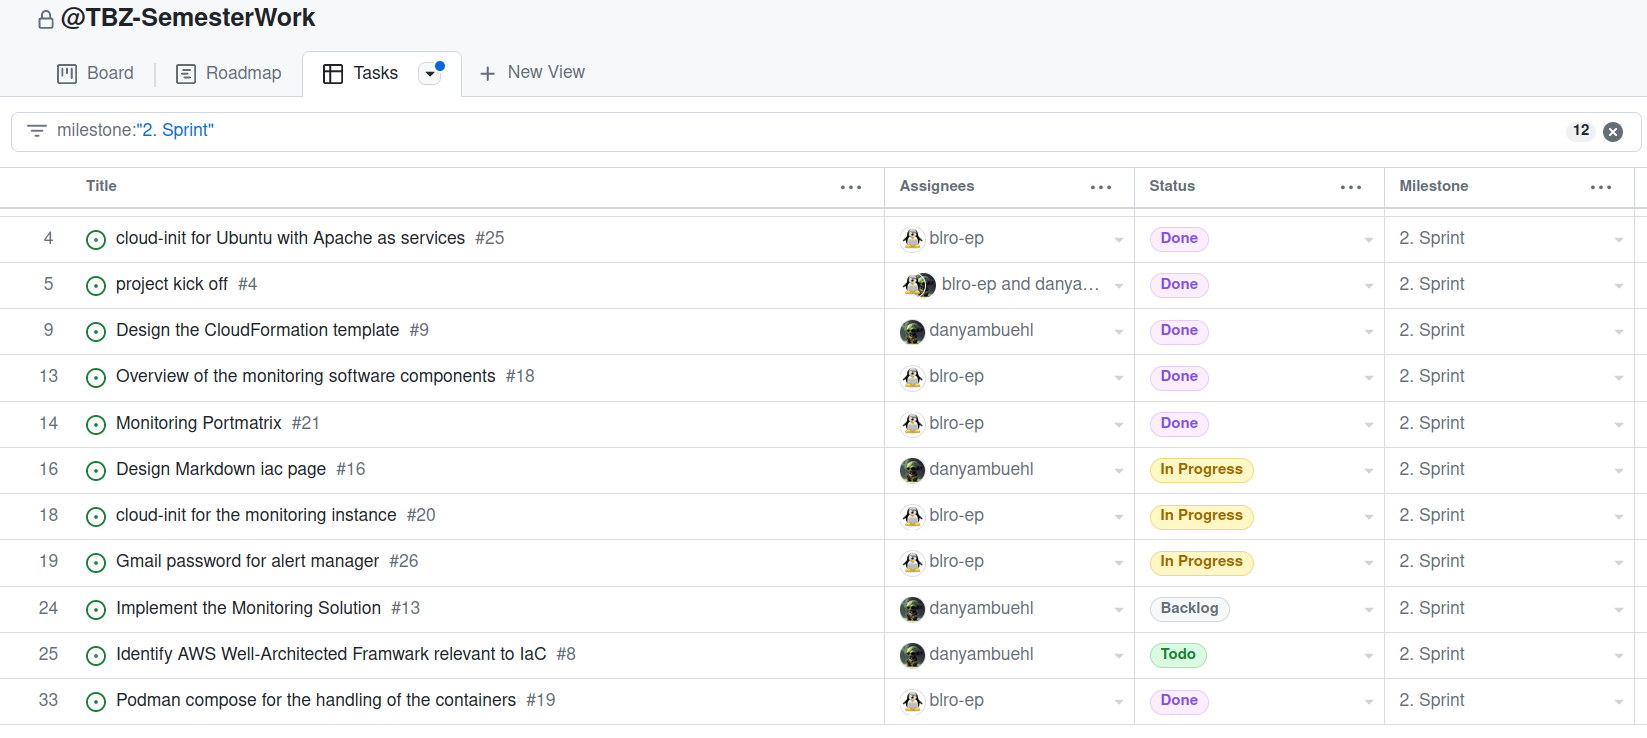 @TBZ-SemesterWork
Board Roadmap Tasks New View
milestone:"2. Sprint" 12
Title Assignees Status Milestone
4 cloud-init for Ubuntu with Apache as services #25 blro-ep Done 2. Sprint
5 project kick off #4 blro-ep and danya... Done 2. Sprint
9 Design the CloudFormation template #9 danyambuehl Done 2. Sprint
13 Overview of the monitoring software components #18 blro-ep Done 2. Sprint
14 Monitoring Portmatrix #21 blro-ep Done 2. Sprint
16 Design Markdown iac page #16 danyambuehl In Progress 2. Sprint
18 cloud-init for the monitoring instance #20 blro-ep In Progress 2. Sprint
19 Gmail password for alert manager #26 blro-ep In Progress 2. Sprint
24 Implement the Monitoring Solution #13 danyambuehl Backlog 2. Sprint
25 Identify AWS Well-Architected Framwark relevant to IaC #8 danyambuehl Todo 2. Sprint
33 Podman compose for the handling of the containers #19 blro-ep Done 2. Sprint